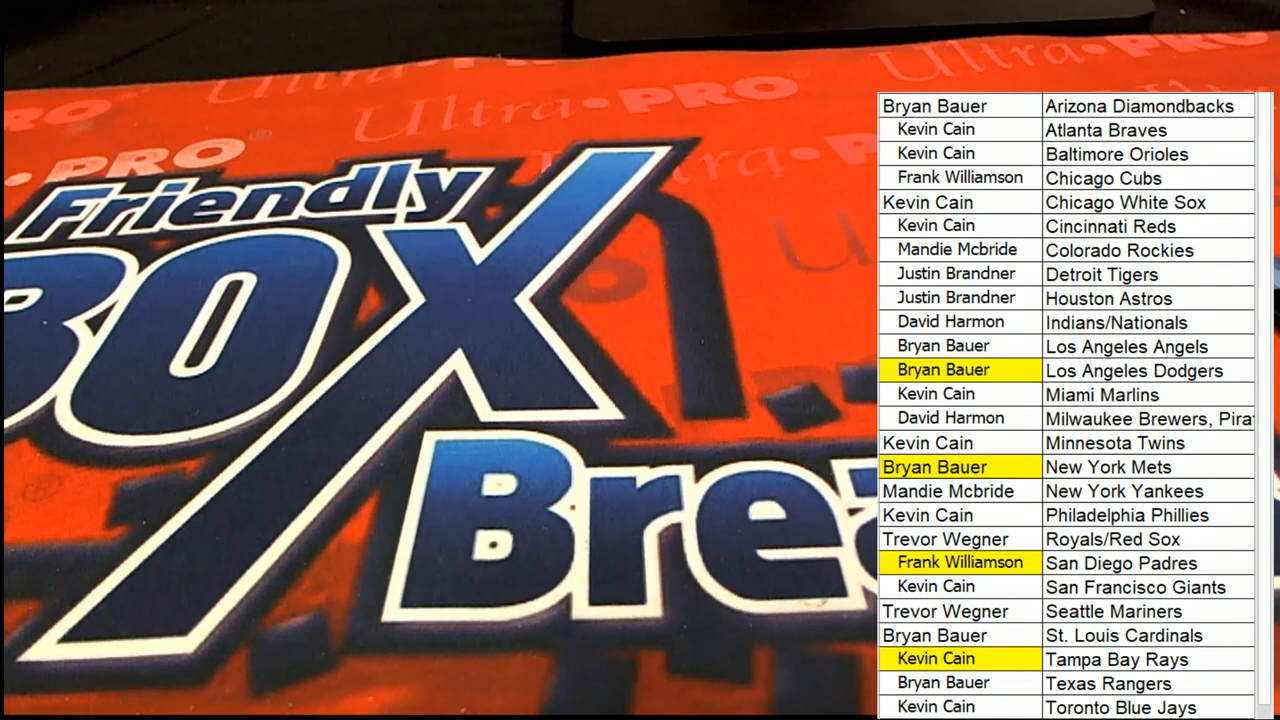 Ultra•PRO
Ultra•PRO
Ultra•PRO
PRO
PRO
Friendly
BOX
Brea
Bryan Bauer Arizona Diamondbacks
Kevin Cain Atlanta Braves
Kevin Cain Baltimore Orioles
Frank Williamson Chicago Cubs
Kevin Cain Chicago White Sox
Kevin Cain Cincinnati Reds
Mandie Mcbride Colorado Rockies
Justin Brandner Detroit Tigers
Justin Brandner Houston Astros
David Harmon Indians/Nationals
Bryan Bauer Los Angeles Angels
Bryan Bauer Los Angeles Dodgers
Kevin Cain Miami Marlins
David Harmon Milwaukee Brewers, Pirat
Kevin Cain Minnesota Twins
Bryan Bauer New York Mets
Mandie Mcbride New York Yankees
Kevin Cain Philadelphia Phillies
Trevor Wegner Royals/Red Sox
Frank Williamson San Diego Padres
Kevin Cain San Francisco Giants
Trevor Wegner Seattle Mariners
Bryan Bauer St. Louis Cardinals
Kevin Cain Tampa Bay Rays
Bryan Bauer Texas Rangers
Kevin Cain Toronto Blue Jays